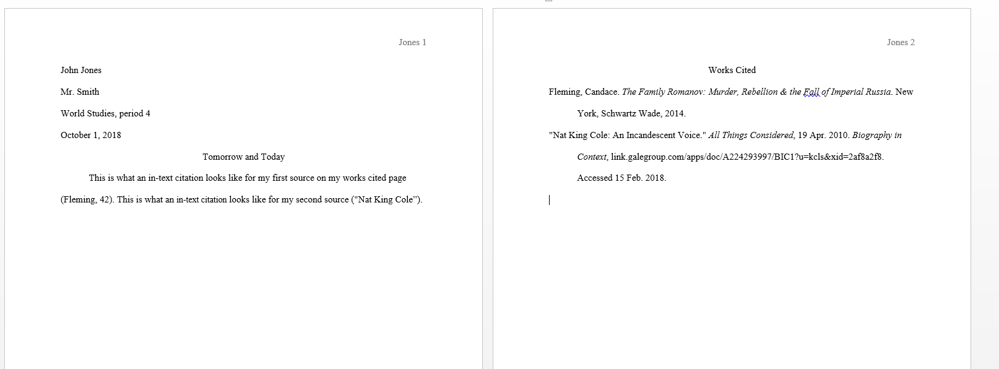 Jones 1
John Jones
Mr. Smith
World Studies, period 4
October 1, 2018
Tomorrow and Today
This is what an in-text citation looks like for my first source on my works cited page
(Fleming, 42). This is what an in-text citation looks like for my second source ("Nat King Cole”).
Jones 2
Works Cited
Fleming, Candace. The Family Romanov: Murder, Rebellion & the Fall of Imperial Russia. New
York, Schwartz Wade, 2014.
"Nat King Cole: An Incandescent Voice." All Things Considered, 19 Apr. 2010. Biography in
Context, link.galegroup.com/apps/doc/A224293997/BIC1?u=kcls&xid=2af8a2f8.
Accessed 15 Feb. 2018.